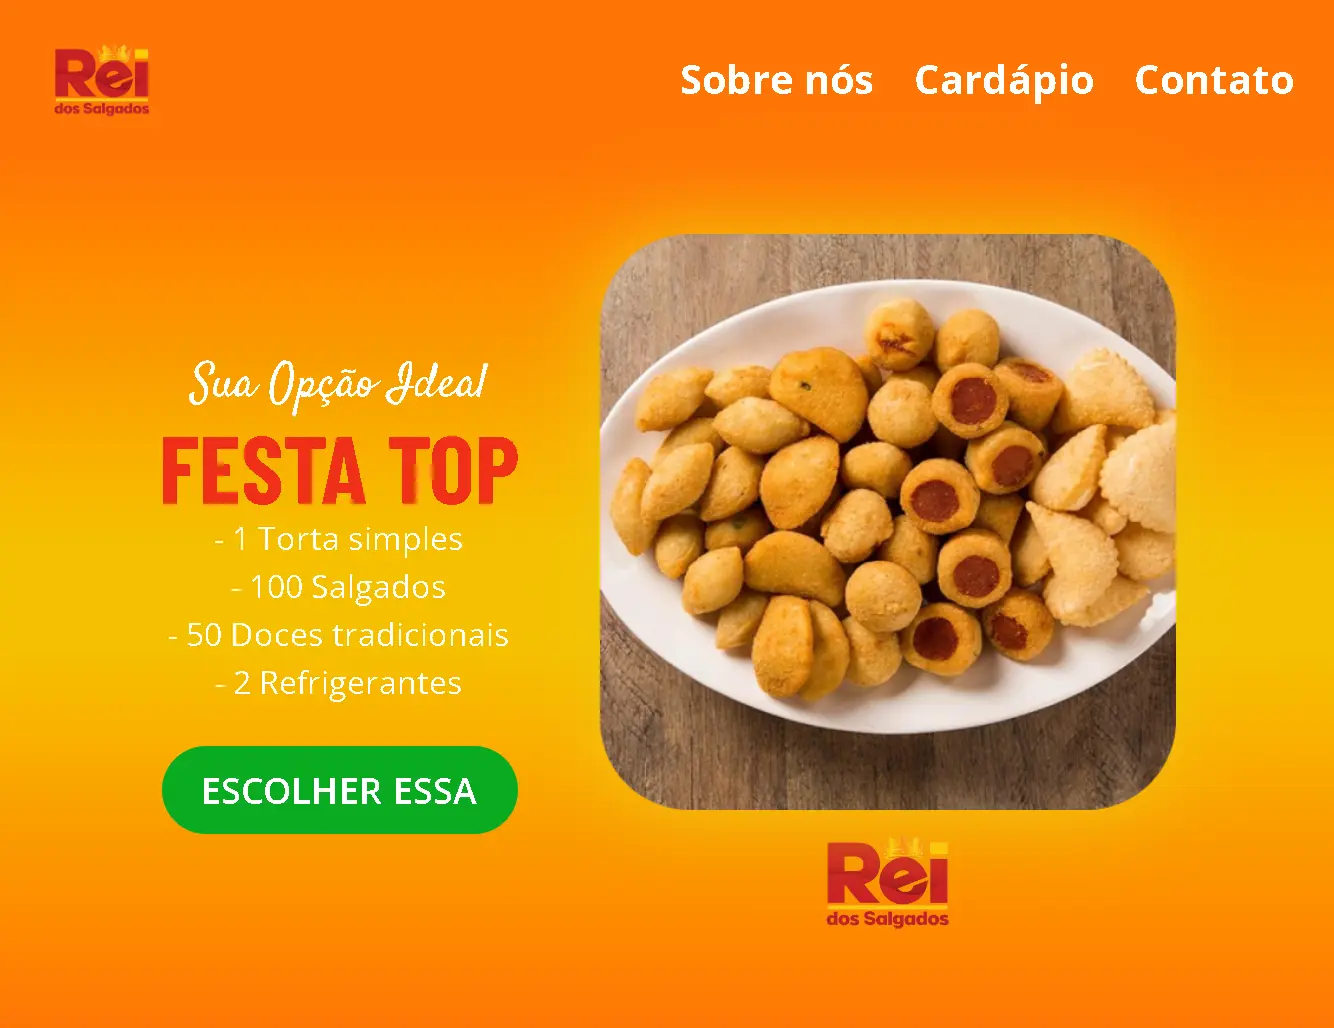 Rei
dos Salgados
Sobre nós Cardápio Contato
Sua Opção Ideal
FESTA TOP
- 1 Torta simples
- 100 Salgados
- 50 Doces tradicionais
- 2 Refrigerantes
ESCOLHER ESSA
Rei
dos Salgados